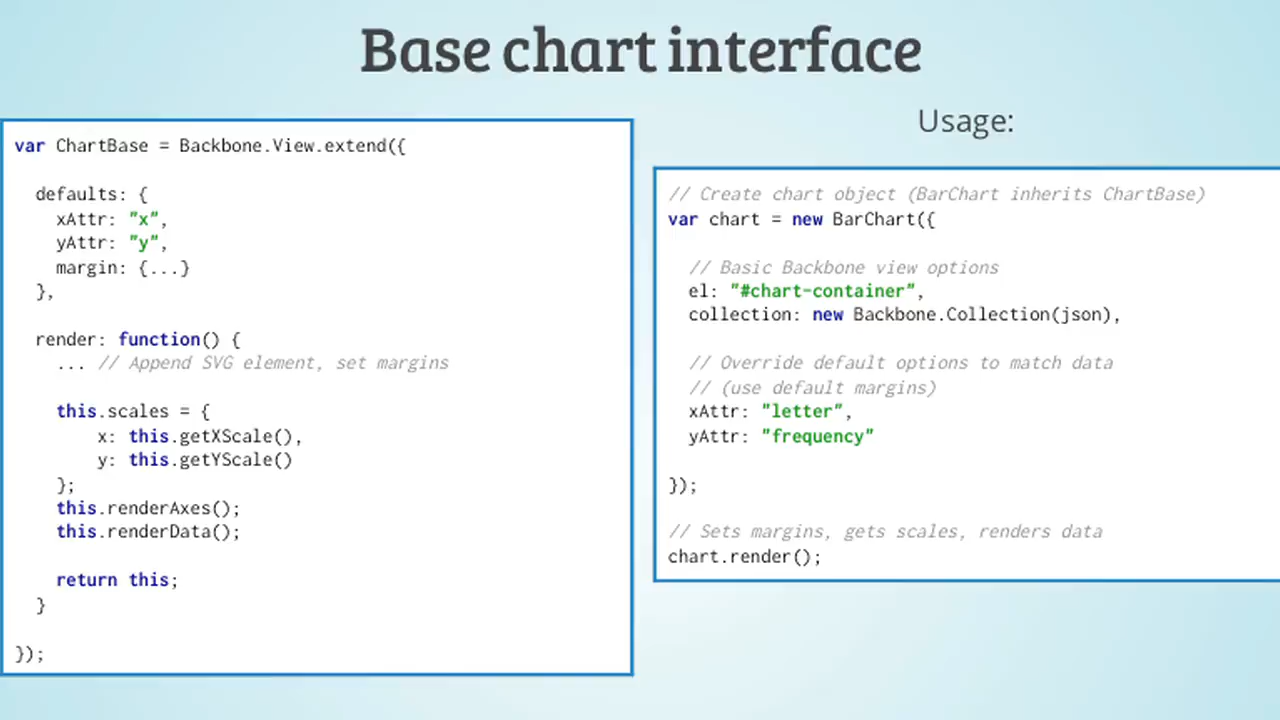 Base chart interface
var ChartBase = Backbone.View.extend({
defaults: {
xAttr: "x",
yAttr: "y",
margin: {...}
},
render: function() {
... // Append SVG element, set margins
this.scales = {
x: this.getXScale(),
y: this.getYScale()
};
this.renderAxes();
this.renderData();
return this;
}
});
Usage:
// Create chart object (BarChart inherits ChartBase)
var chart = new BarChart({
// Basic Backbone view options
el: "#chart-container",
collection: new Backbone.Collection(json),
// Override default options to match data
// (use default margins)
xAttr: "letter",
yAttr: "frequency"
});
// Sets margins, gets scales, renders data
chart.render();